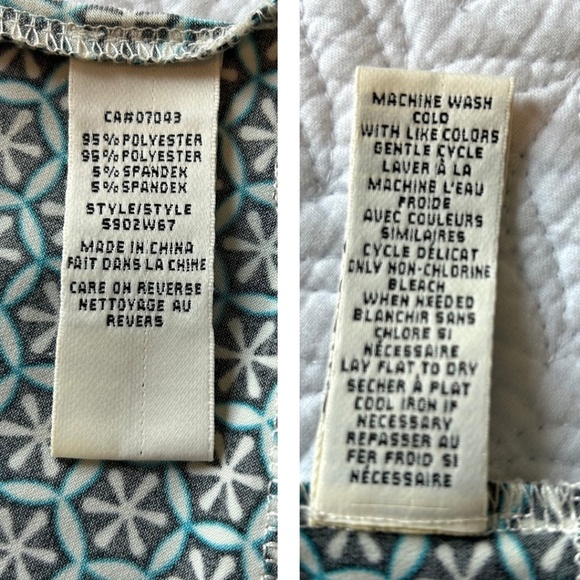 CA#07043
95% POLYESTER
95% POLYESTER
5% SPANDEX
5% SPANDEX
STYLE/STYLE
S902W67
MADE IN CHINA
FAIT DANS LA CHINE
CARE ON REVERSE
NETTOYAGE AU
REVERS
MACHINE WASH
COLD
WITH LIKE COLORS
GENTLE CYCLE
LAVER À LA
MACHINE L'EAU
FROIDE
AVEC COULEURS
SIMILAIRES
CYCLE DÉLICAT
ONLY NON-CHLORINE
BLEACH
WHEN NEEDED
BLANCHIR SANS
CHLORE SI
NÉCESSAIRE
LAY FLAT TO DRY
SÉCHER À PLAT
COOL IRON IF
NECESSARY
REPASSER AU
FER FROID SI
NÉCESSAIRE